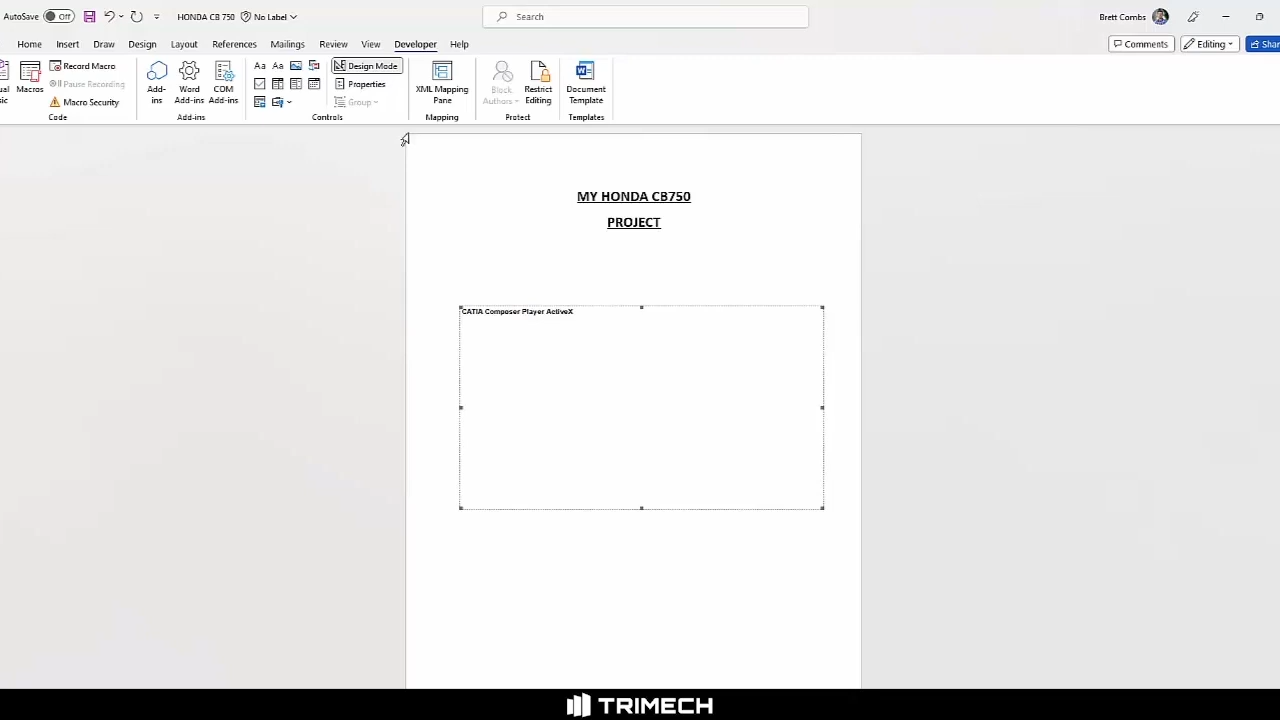 AutoSave Off HONDA CB 750 No Label Search Brett Combs
Home Insert Draw Design Layout References Mailings Review View Developer Help Comments Editing
Macros
Record Macro
Pause Recording
Macro Security
Code
Add-ins
Word Add-ins
COM Add-ins
Add-ins
Aa Aa
Design Mode
Properties
Group
Controls
XML Mapping Pane
Mapping
Block Authors
Restrict Editing
Protect
Document Template
Templates
MY HONDA CB750
PROJECT
CATIA Composer Player ActiveX
TRIMECH